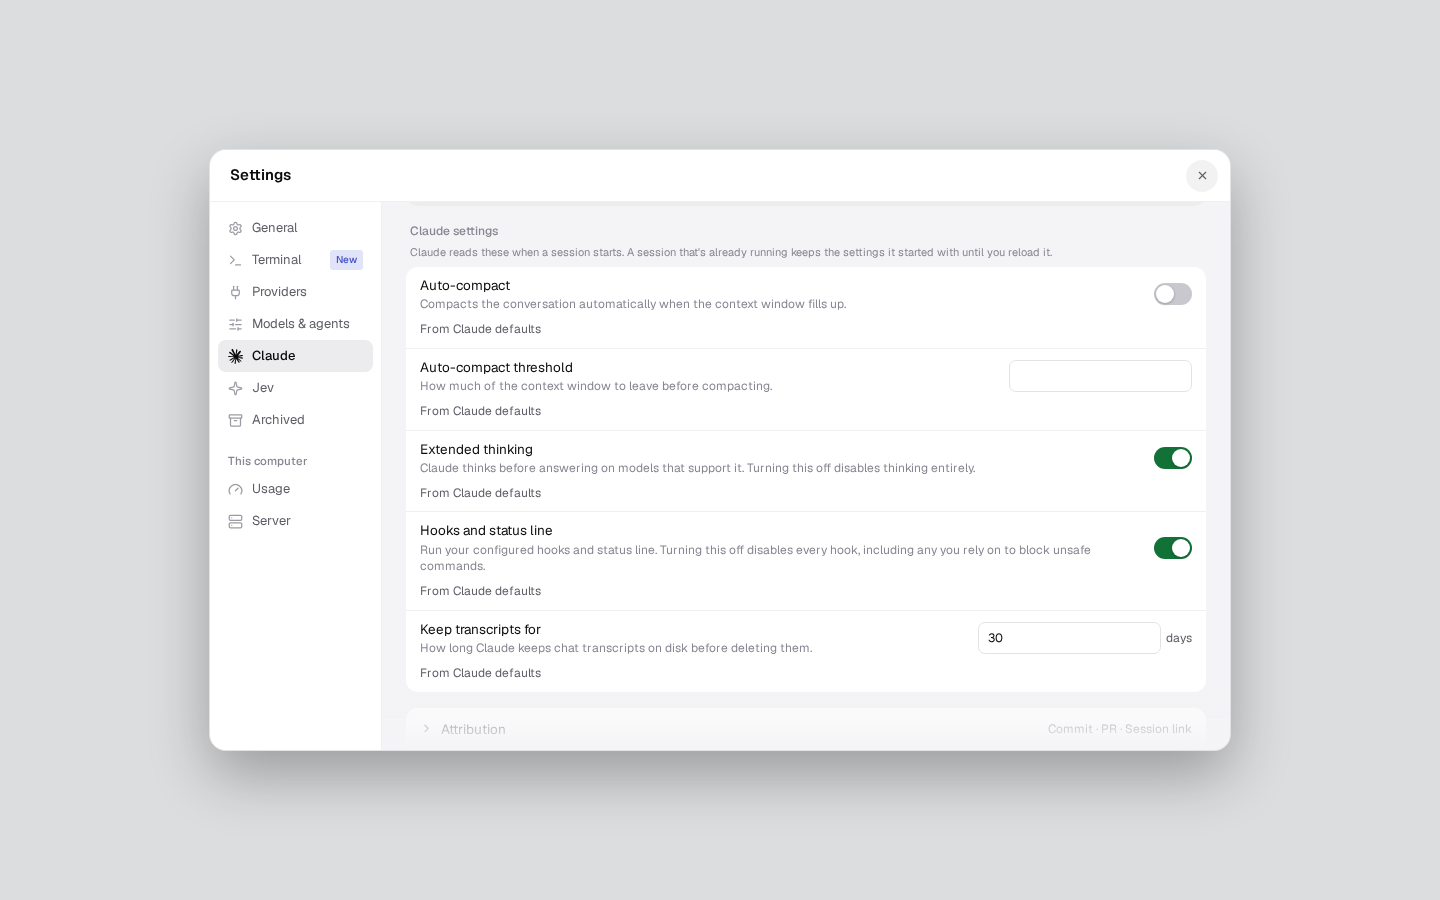 Settings
General
Terminal
New
Providers
Models & agents
Claude
Jev
Archived
This computer
Usage
Server
Claude settings
Claude reads these when a session starts. A session that's already running keeps the settings it started with until you reload it.
Auto-compact
Compacts the conversation automatically when the context window fills up.
From Claude defaults
Auto-compact threshold
How much of the context window to leave before compacting.
From Claude defaults
Extended thinking
Claude thinks before answering on models that support it. Turning this off disables thinking entirely.
From Claude defaults
Hooks and status line
Run your configured hooks and status line. Turning this off disables every hook, including any you rely on to block unsafe
commands.
From Claude defaults
Keep transcripts for
30 days
How long Claude keeps chat transcripts on disk before deleting them.
From Claude defaults
Attribution
Commit · PR · Session link